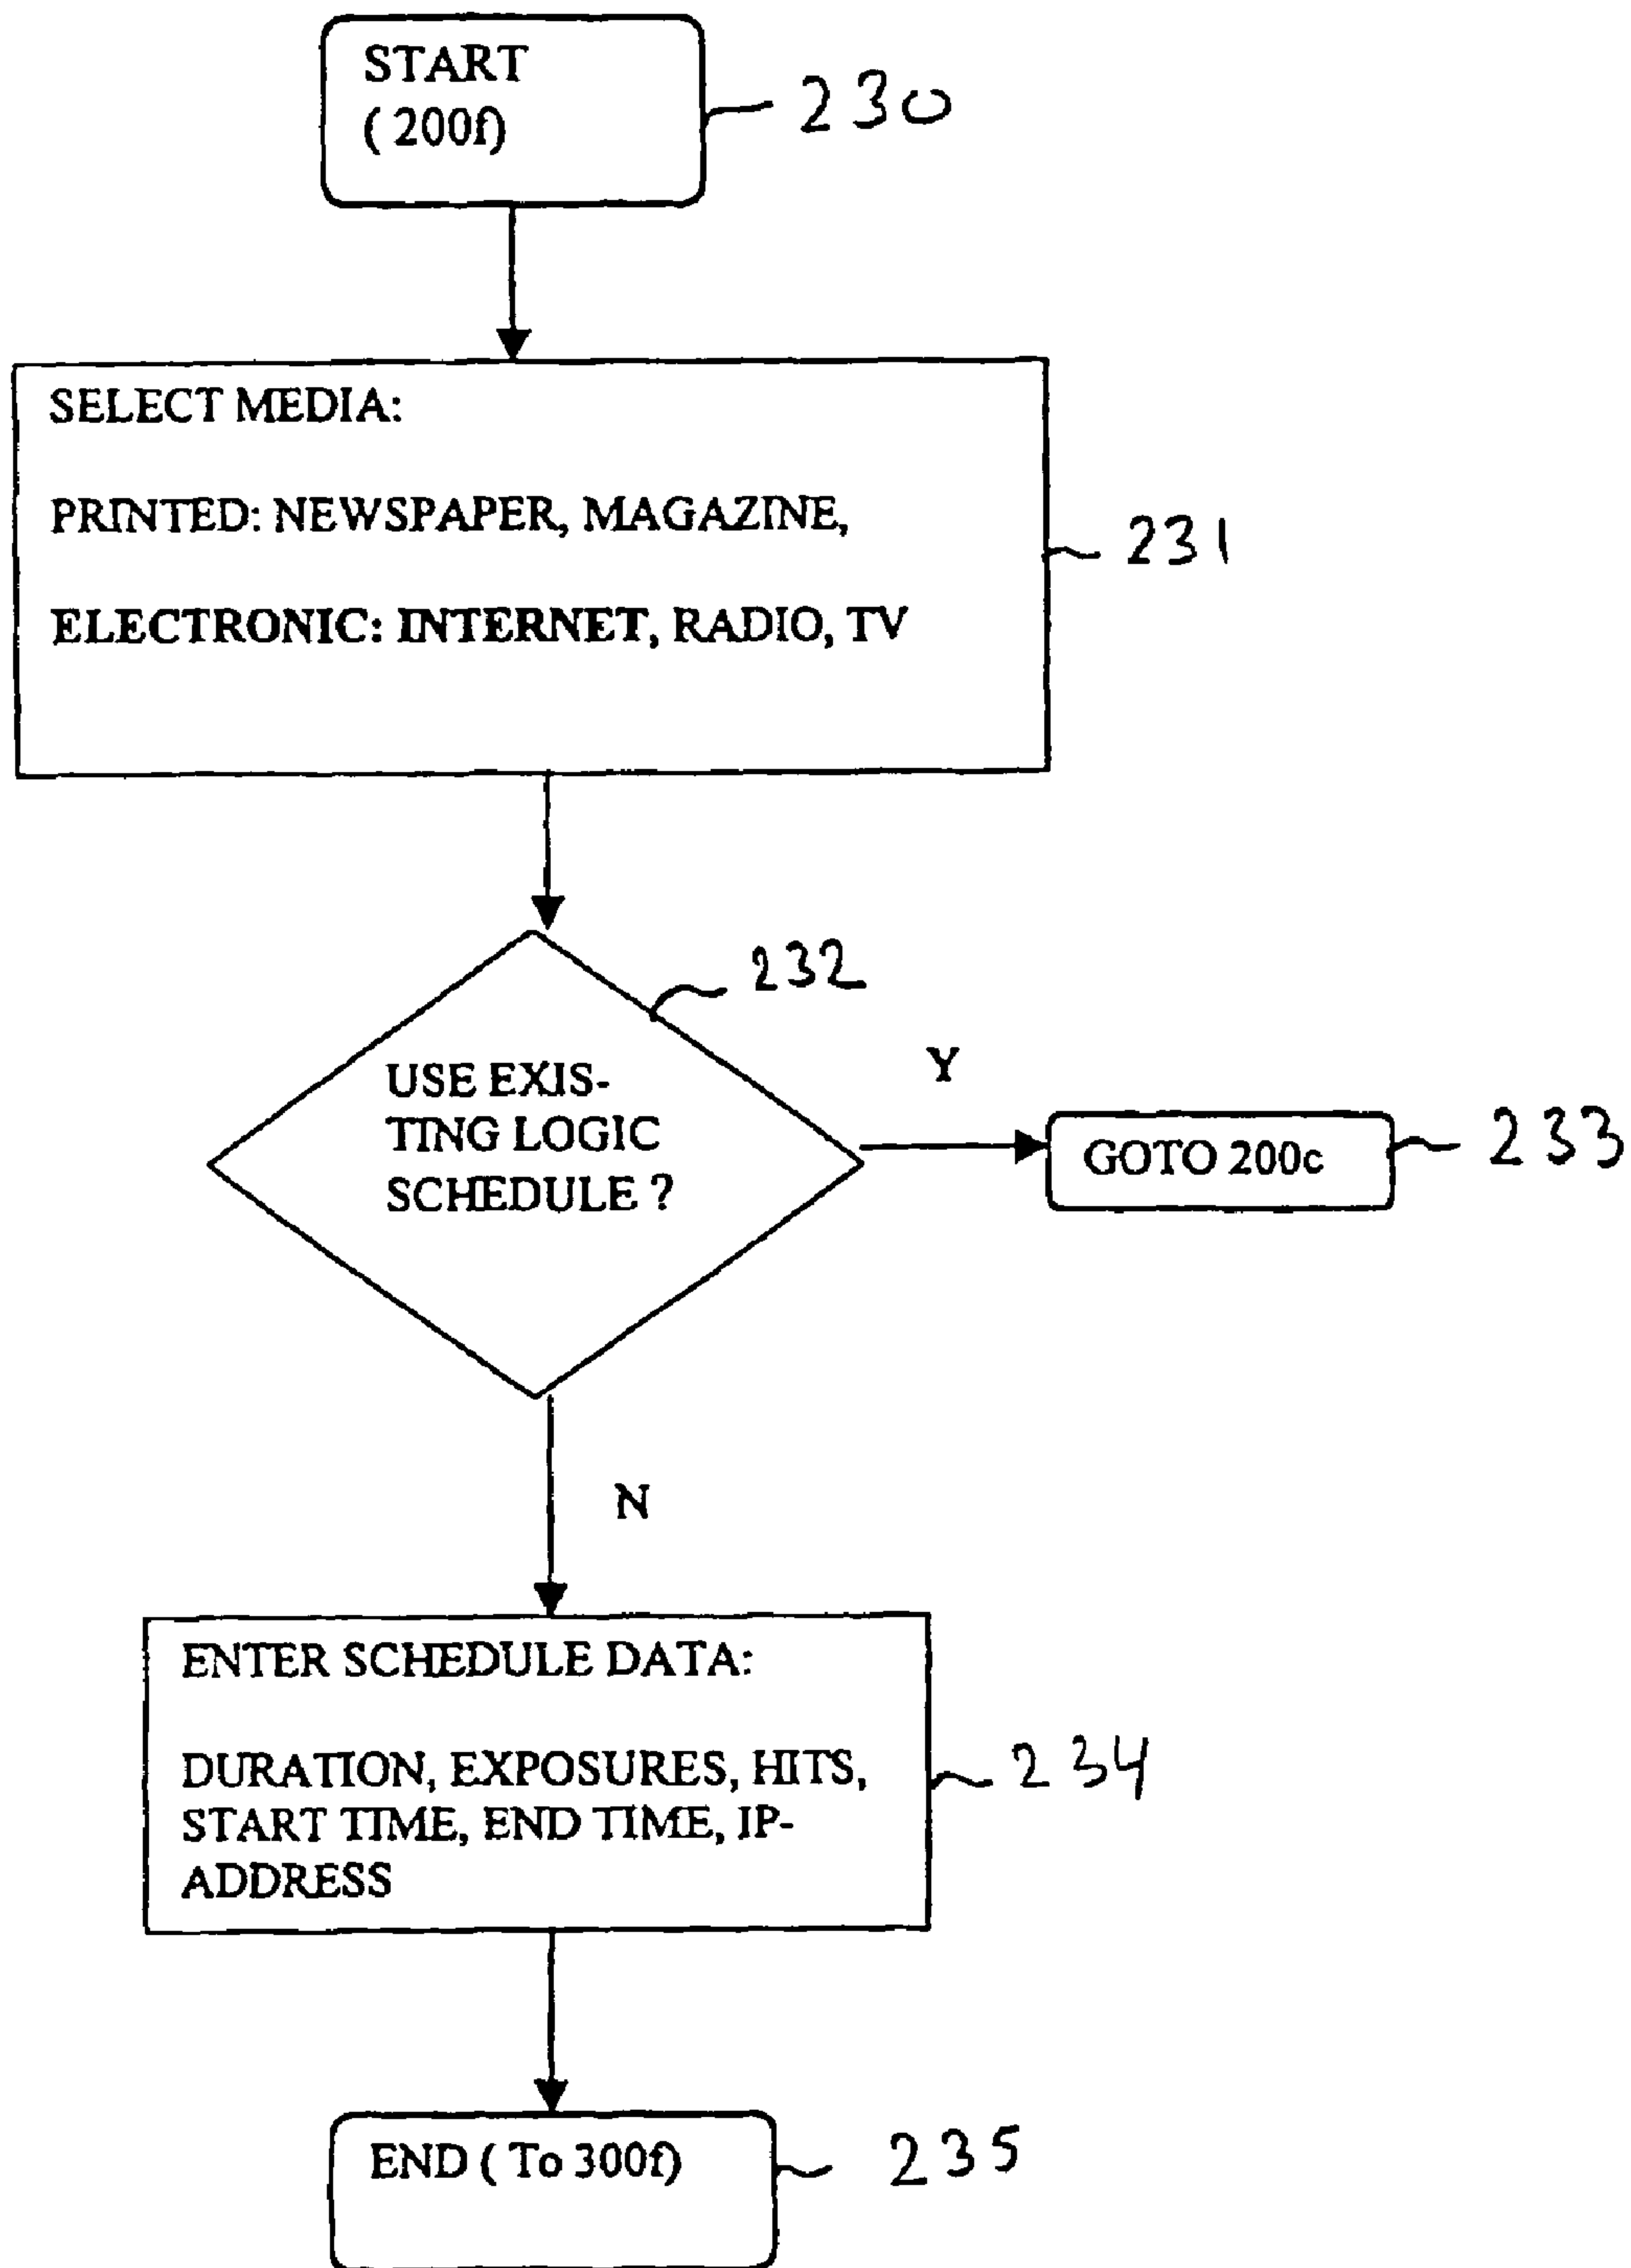 START
( 200f)
230
SELECT MEDIA:
PRINTED: NEWSPAPER, MAGAZINE,
ELECTRONIC: INTERNET, RADIO, TV
231
232
USE EXIS-
TING LOGIC
SCHEDULE ?
Y
GOTO 200c
233
N
ENTER SCHEDULE DATA:
DURATION, EXPOSURES, HITS,
START TIME, END TIME, IP-
ADDRESS
234
END ( To 300f)
235